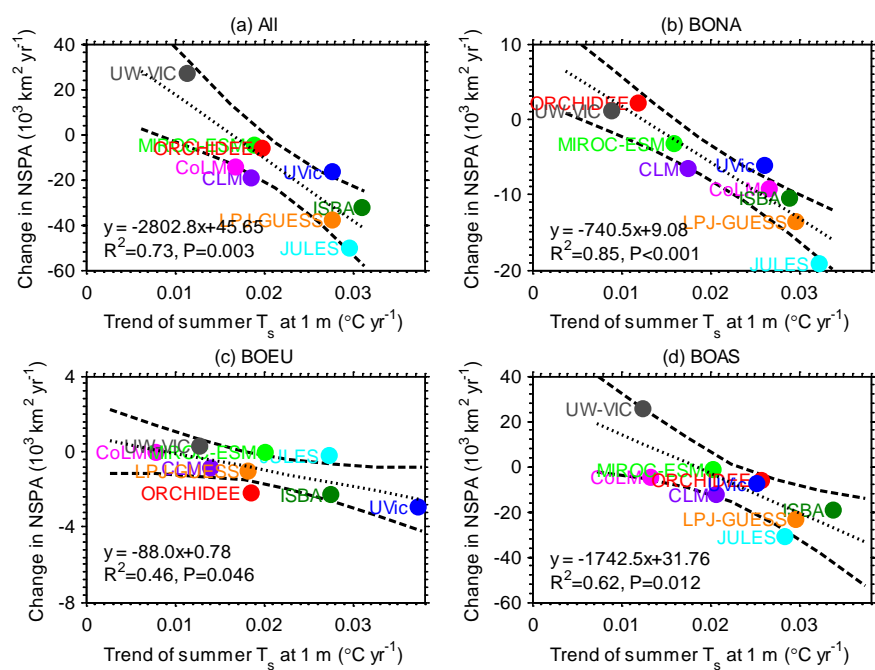 (a) All
Change in NSPA (10³ km² yr⁻¹)
40
20
0
-20
-40
-60
UW-VIC
MIROC-ESM
ORCHIDEE
CoLM
CLM
UVic
ISBA
LPJ-GUESS
JULES
y = -2802.8x+45.65
R²=0.73, P=0.003
0 0.01 0.02 0.03
Trend of summer Tₛ at 1 m (°C yr⁻¹)
(b) BONA
Change in NSPA (10³ km² yr⁻¹)
10
0
-10
-20
ORCHIDEE
UW-VIC
MIROC-ESM
CLM
UVic
CoLM
ISBA
LPJ-GUESS
JULES
y = -740.5x+9.08
R²=0.85, P<0.001
0 0.01 0.02 0.03
Trend of summer Tₛ at 1 m (°C yr⁻¹)
(c) BOEU
Change in NSPA (10³ km² yr⁻¹)
4
0
-4
-8
UW-VIC
CoLM
MIROC-ESM
JULES
CLM
LPJ-GUESS
ORCHIDEE
ISBA
UVic
y = -88.0x+0.78
R²=0.46, P=0.046
0 0.01 0.02 0.03
Trend of summer Tₛ at 1 m (°C yr⁻¹)
(d) BOAS
Change in NSPA (10³ km² yr⁻¹)
40
20
0
-20
-40
-60
UW-VIC
MIROC-ESM
CoLM
ORCHIDEE
UVic
CLM
ISBA
LPJ-GUESS
JULES
y = -1742.5x+31.76
R²=0.62, P=0.012
0 0.01 0.02 0.03
Trend of summer Tₛ at 1 m (°C yr⁻¹)